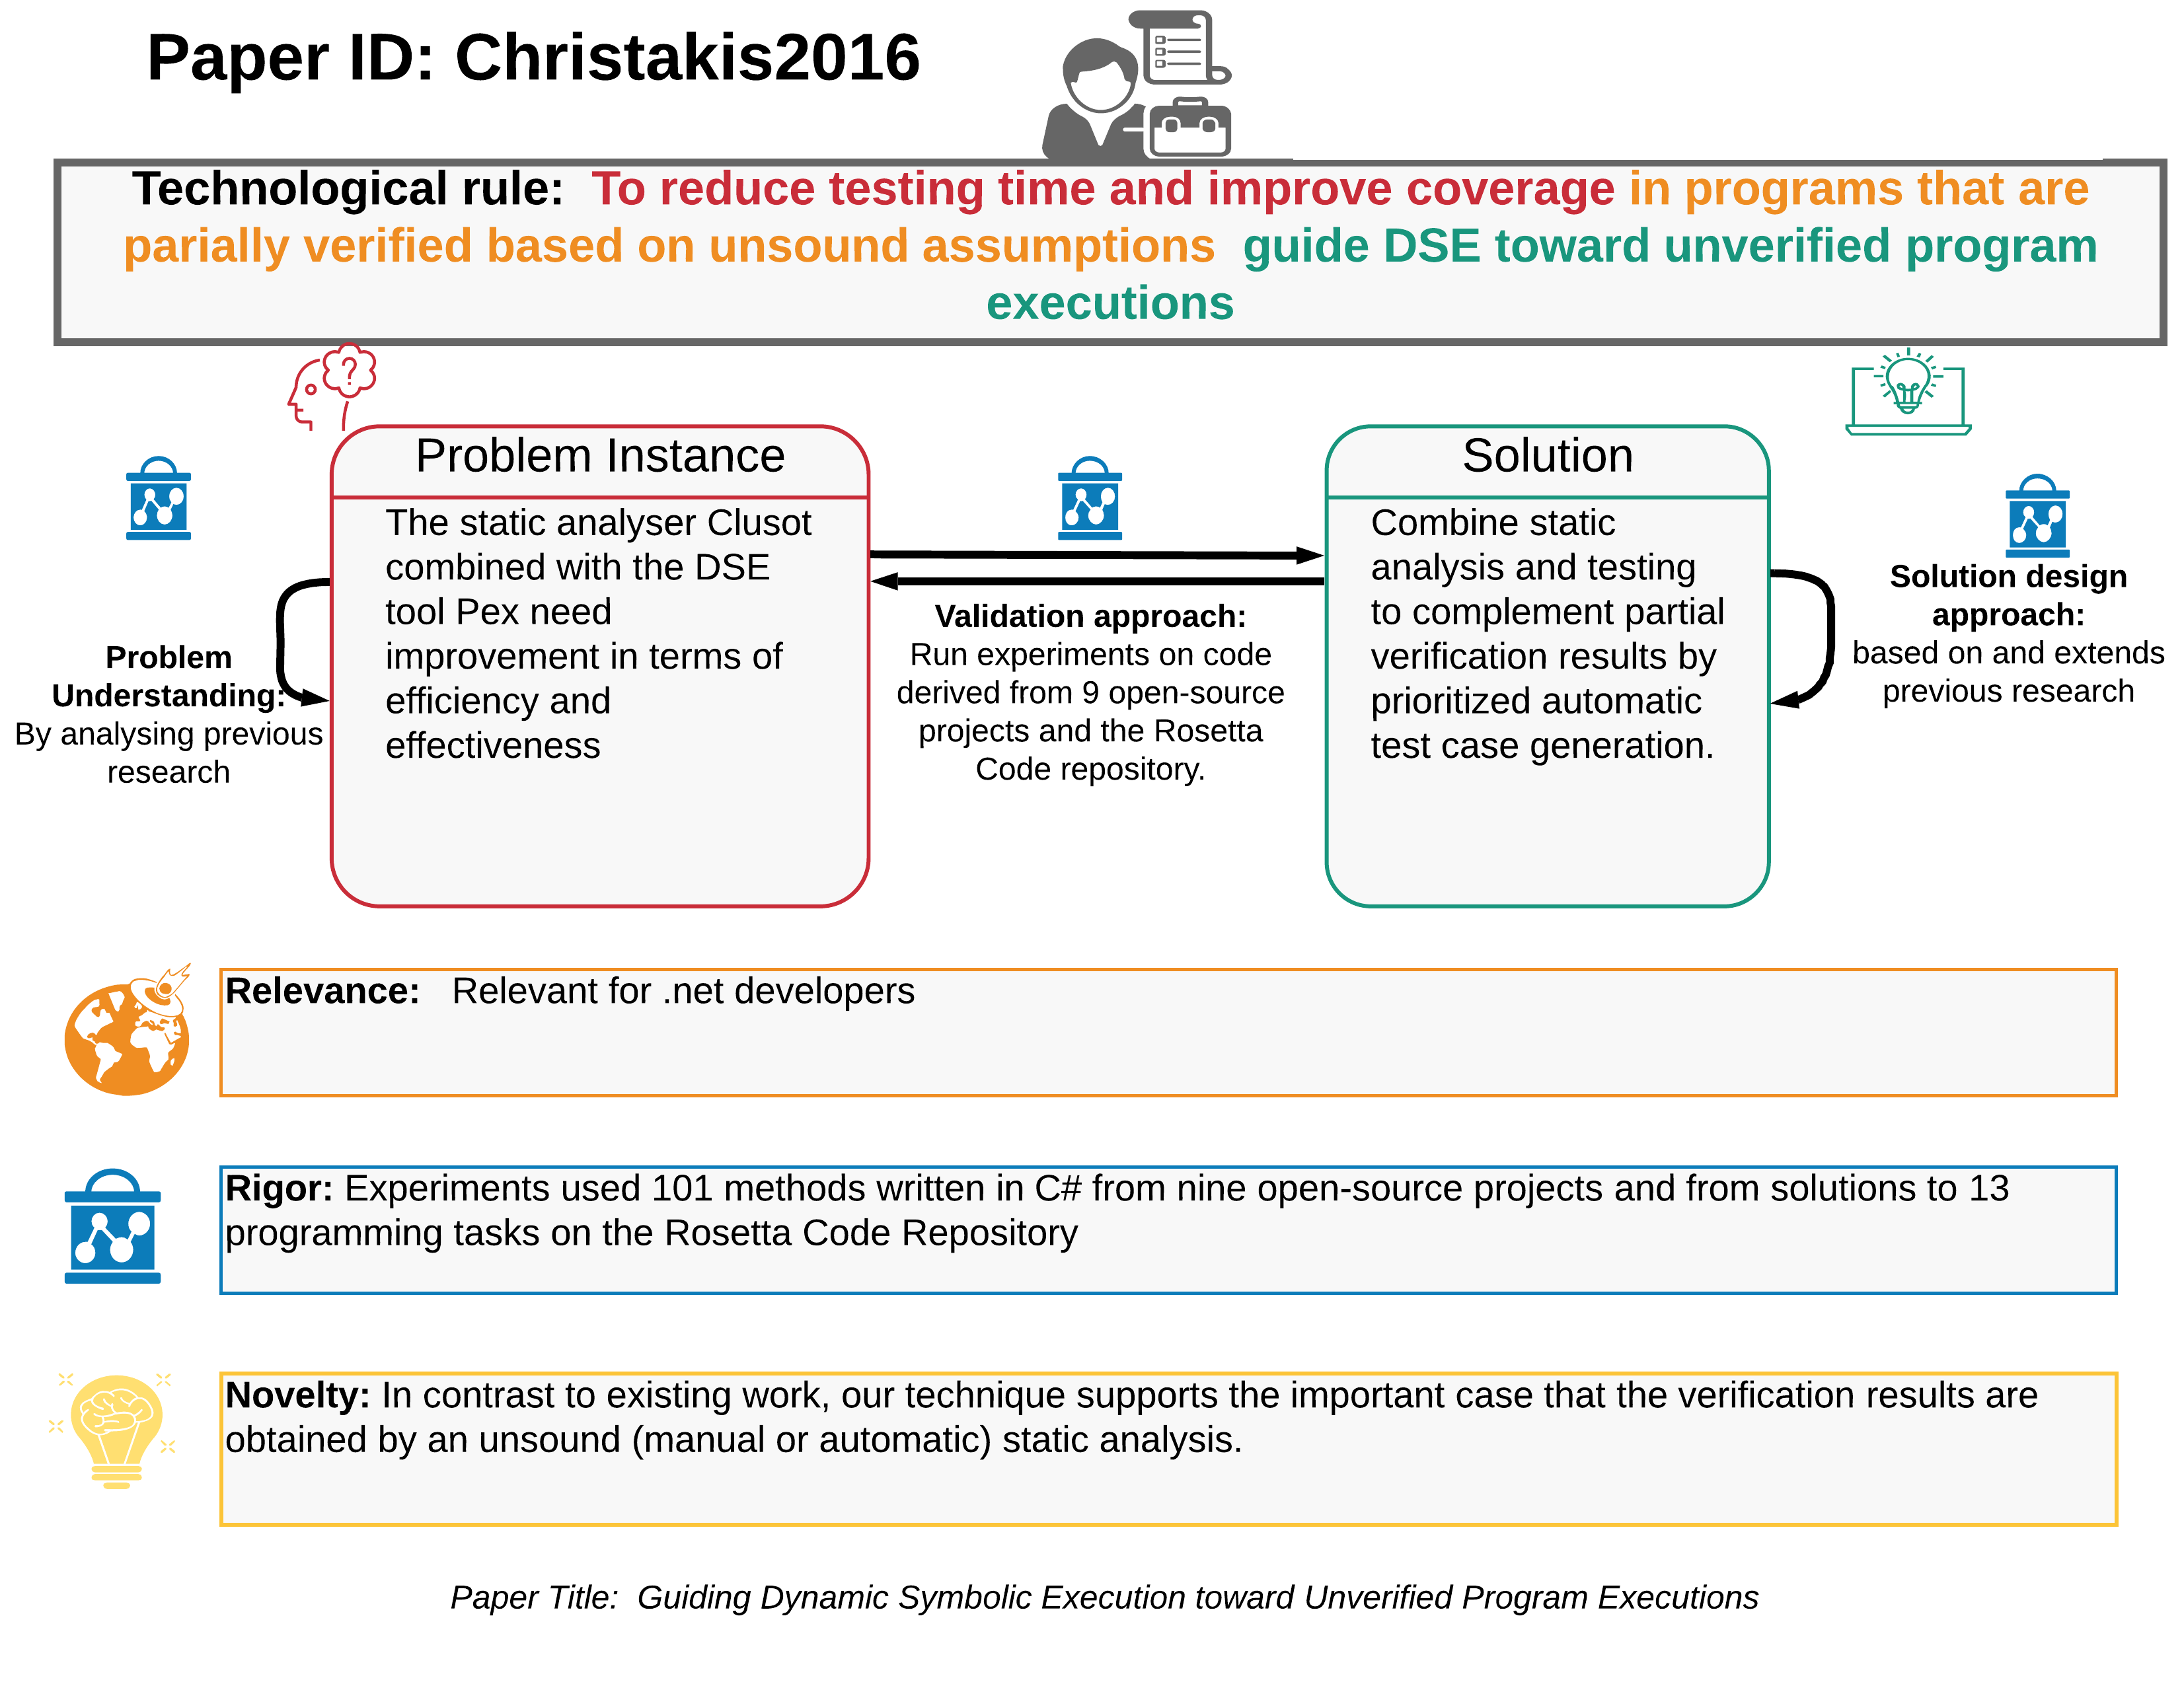 Paper ID: Christakis2016
Technological rule: To reduce testing time and improve coverage in programs that are
parially verified based on unsound assumptions guide DSE toward unverified program
executions
?
Problem Instance
The static analyser Clusot
combined with the DSE
tool Pex need
improvement in terms of
efficiency and
effectiveness
Problem
Understanding:
By analysing previous
research
Validation approach:
Run experiments on code
derived from 9 open-source
projects and the Rosetta
Code repository.
Solution
Combine static
analysis and testing
to complement partial
verification results by
prioritized automatic
test case generation.
Solution design
approach:
based on and extends
previous research
Relevance: Relevant for .net developers
Rigor: Experiments used 101 methods written in C# from nine open-source projects and from solutions to 13
programming tasks on the Rosetta Code Repository
Novelty: In contrast to existing work, our technique supports the important case that the verification results are
obtained by an unsound (manual or automatic) static analysis.
Paper Title: Guiding Dynamic Symbolic Execution toward Unverified Program Executions